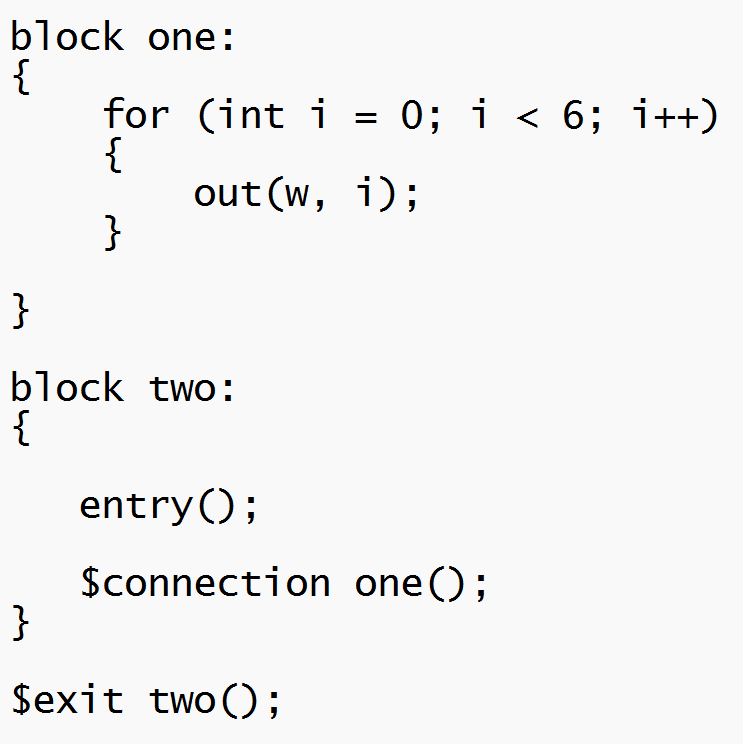 block one:
{
    for (int i = 0; i < 6; i++)
    {
        out(w, i);
    }
}
block two:
{
   entry();
   $connection one();
}
$exit two();